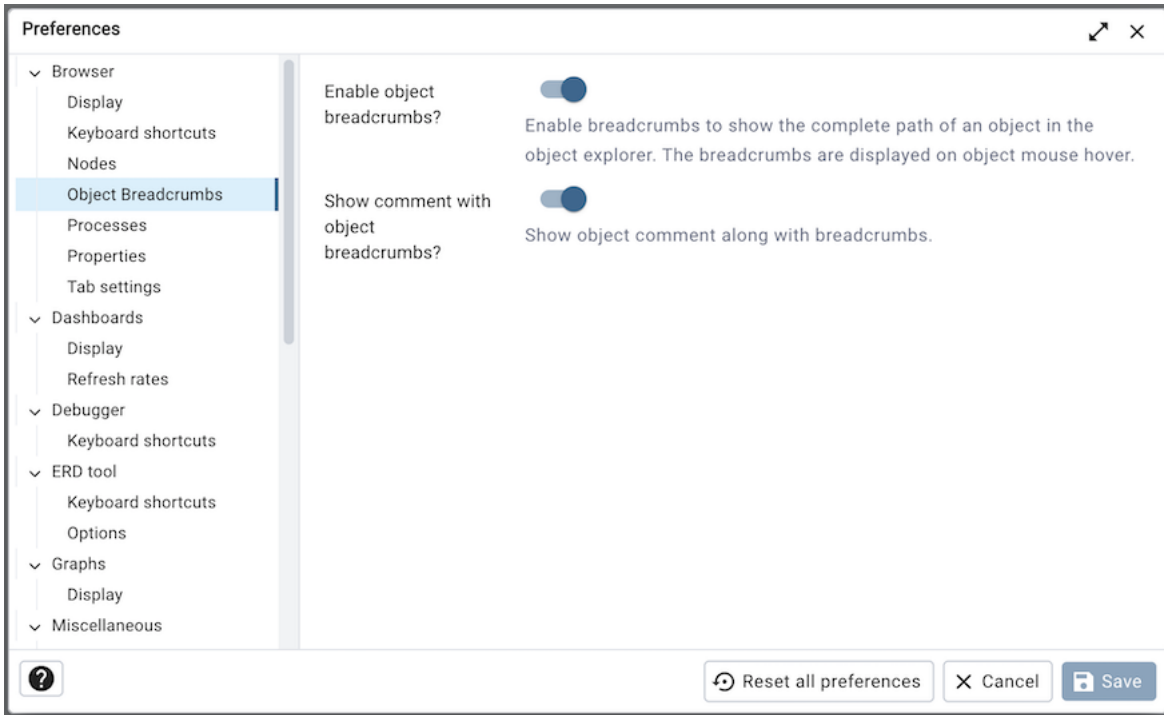 Preferences
Browser
Display
Keyboard shortcuts
Nodes
Object Breadcrumbs
Processes
Properties
Tab settings
Dashboards
Display
Refresh rates
Debugger
Keyboard shortcuts
ERD tool
Keyboard shortcuts
Options
Graphs
Display
Miscellaneous
Enable object
breadcrumbs?
Enable breadcrumbs to show the complete path of an object in the
object explorer. The breadcrumbs are displayed on object mouse hover.
Show comment with
object
breadcrumbs?
Show object comment along with breadcrumbs.
?
Reset all preferences
Cancel
Save